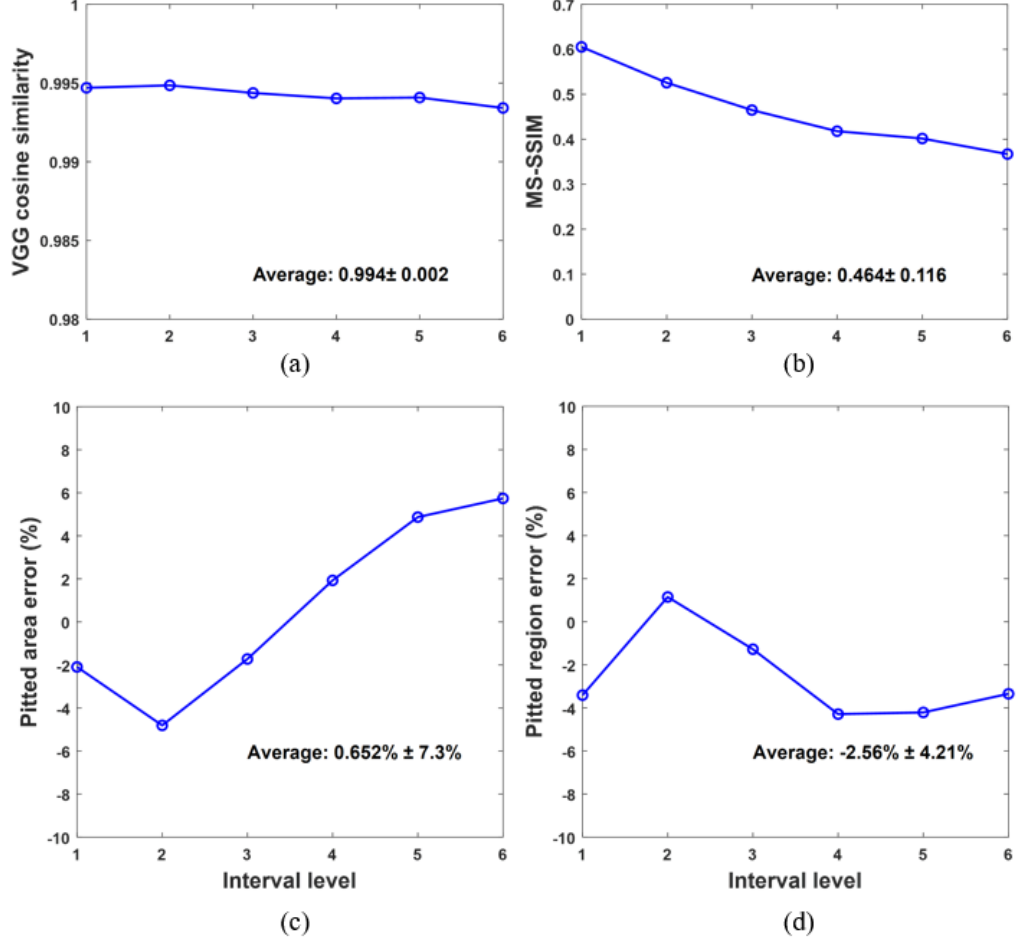 1
0.995
0.99
0.985
0.98
VGG cosine similarity
Average: 0.994± 0.002
1 2 3 4 5 6
(a)
0.7
0.6
0.5
0.4
0.3
0.2
0.1
0
MS-SSIM
Average: 0.464± 0.116
1 2 3 4 5 6
(b)
10
8
6
4
2
0
-2
-4
-6
-8
-10
Pitted area error (%)
Average: 0.652% ± 7.3%
1 2 3 4 5 6
Interval level
(c)
10
8
6
4
2
0
-2
-4
-6
-8
-10
Pitted region error (%)
Average: -2.56% ± 4.21%
1 2 3 4 5 6
Interval level
(d)